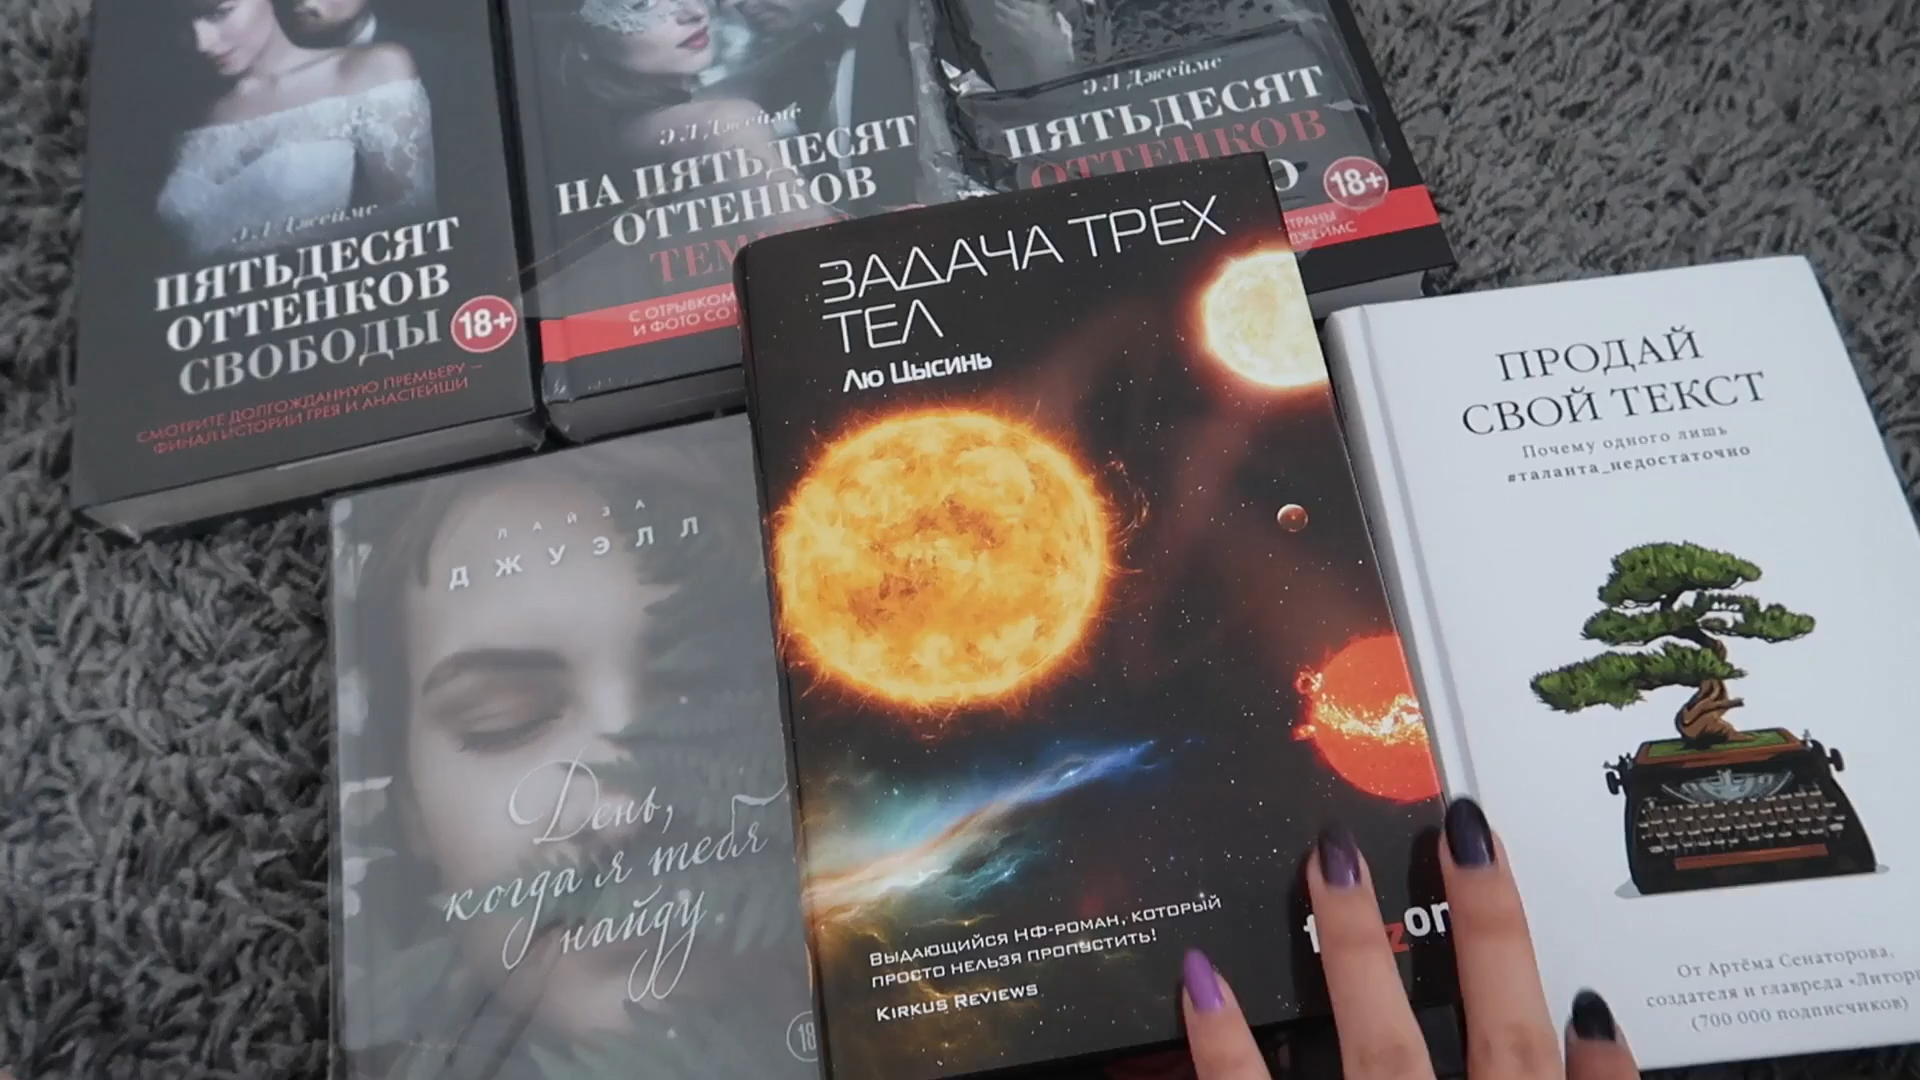 Э Л Джеймс
ПЯТЬДЕСЯТ
ОТТЕНКОВ
СВОБОДЫ
18+
СМОТРИТЕ ДОЛГОЖДАННУЮ ПРЕМЬЕРУ –
ФИНАЛ ИСТОРИИ ГРЕЯ И АНАСТЕЙШИ
Э Л Джеймс
НА ПЯТЬДЕСЯТ
ОТТЕНКОВ
С ОТРЫВКОМ
И ФОТО СО
Э Л Джеймс
ПЯТЬДЕСЯТ
ОТТЕНКОВ
18+
ДЖЕЙМС
ЛАЙЗА
ДЖУЭЛЛ
День,
когда я тебя
найду
18
ЗАДАЧА ТРЕХ
ТЕЛ
Лю Цысинь
Выдающийся НФ-роман, который
просто нельзя пропустить!
Kirkus Reviews
ПРОДАЙ
СВОЙ ТЕКСТ
Почему одного лишь
#таланта_недостаточно
От Артёма Сенаторова,
создателя и главреда
(700 000 подписчиков)